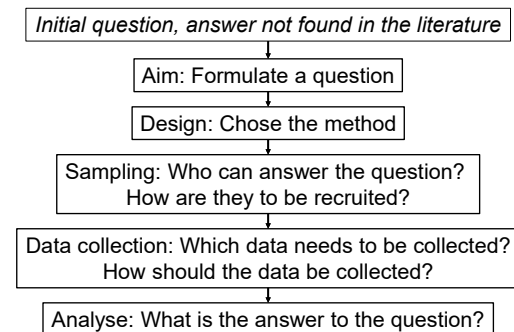 Initial question, answer not found in the literature
Aim: Formulate a question
Design: Chose the method
Sampling: Who can answer the question?
How are they to be recruited?
Data collection: Which data needs to be collected?
How should the data be collected?
Analyse: What is the answer to the question?